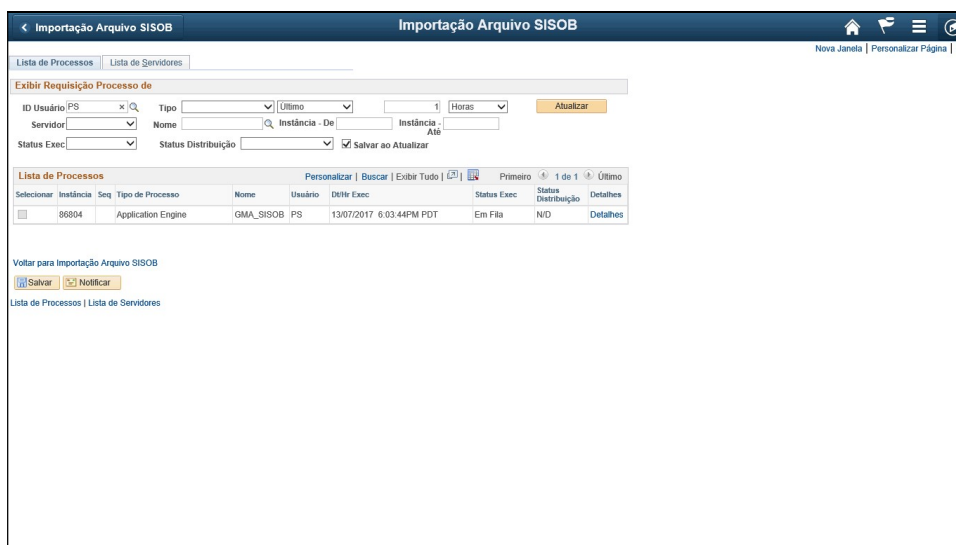 Importação Arquivo SISOB
Importação Arquivo SISOB
Nova Janela | Personalizar Página |
Lista de Processos
Lista de Servidores
Exibir Requisição Processo de
ID Usuário PS Tipo Último 1 Horas Atualizar
Servidor Nome Instância - De Instância - Até
Status Exec Status Distribuição Salvar ao Atualizar
Lista de Processos Personalizar | Buscar | Exibir Tudo | Primeiro 1 de 1 Último
Selecionar Instância Seq Tipo de Processo Nome Usuário Dt/Hr Exec Status Exec Status Distribuição Detalhes
86804 Application Engine GMA_SISOB PS 13/07/2017 6:03:44PM PDT Em Fila N/D Detalhes
Voltar para Importação Arquivo SISOB
Salvar Notificar
Lista de Processos | Lista de Servidores